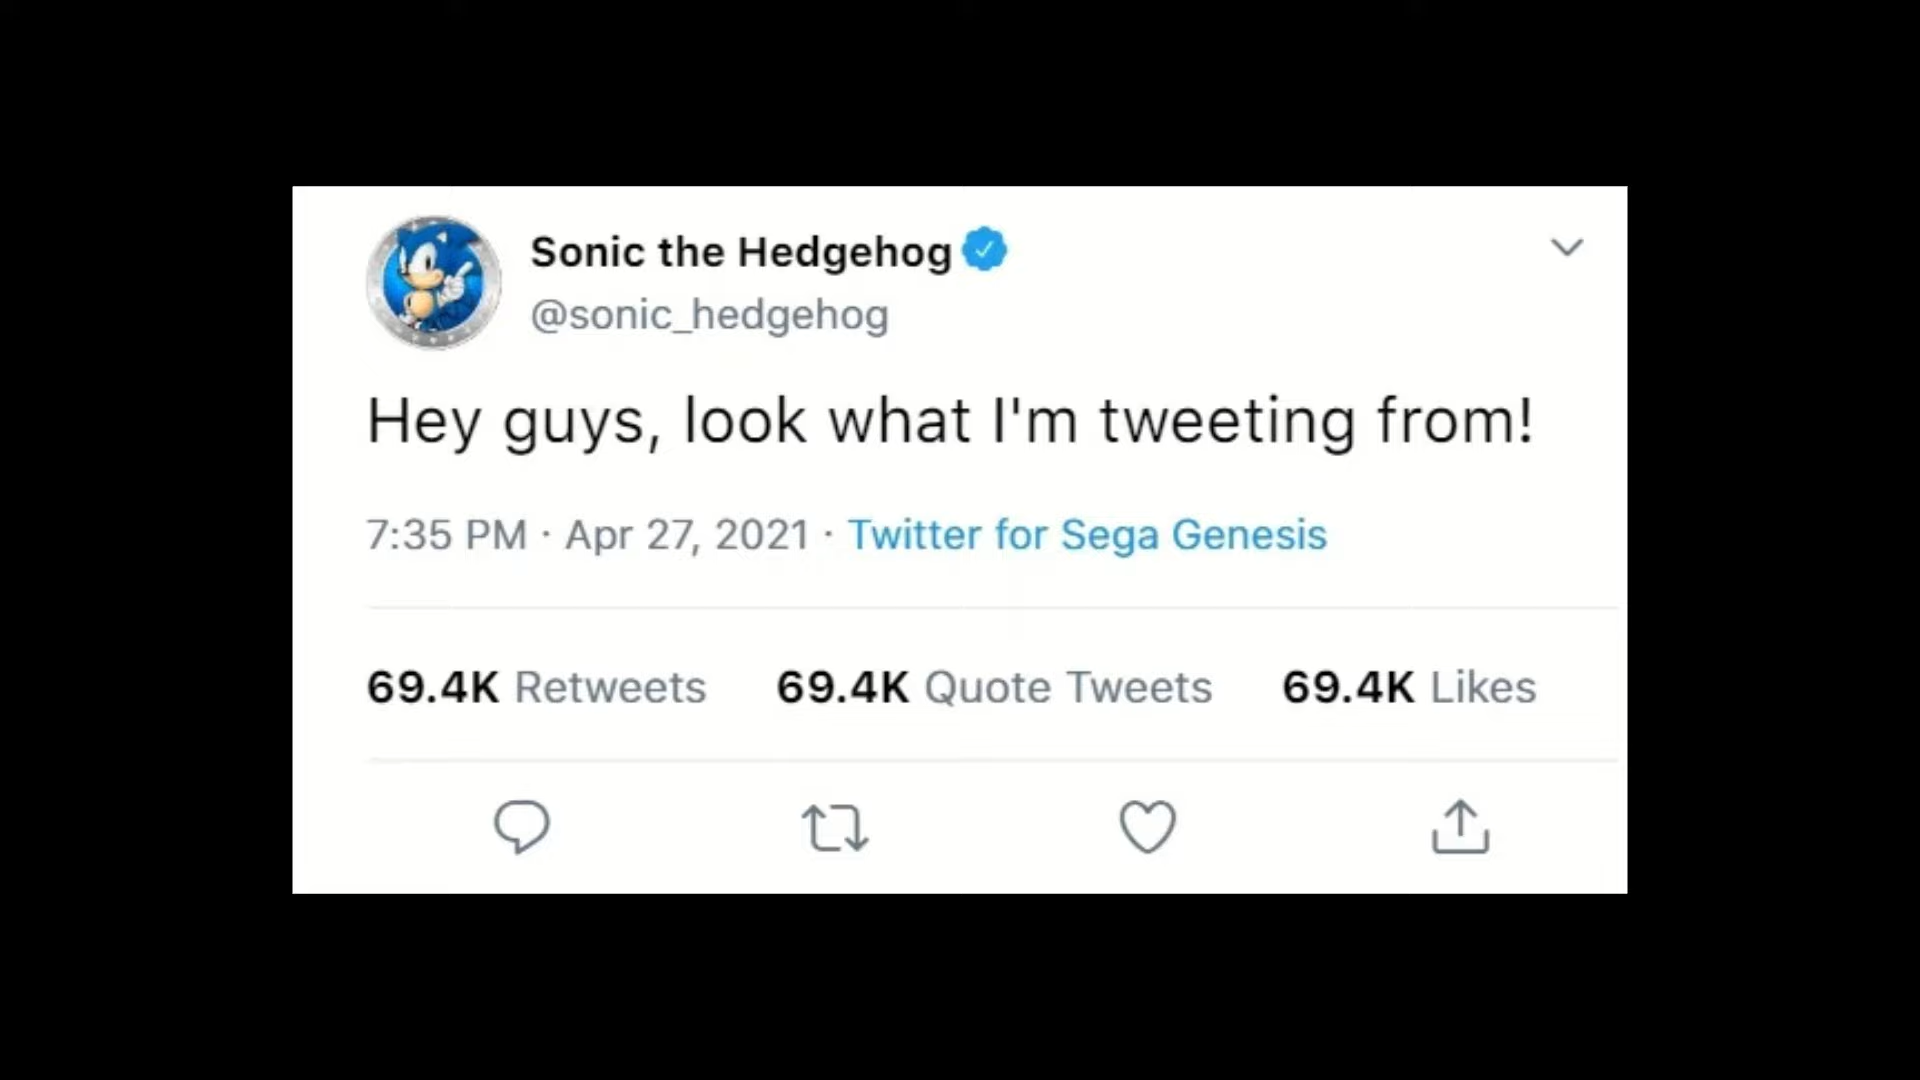 Sonic the Hedgehog
@sonic_hedgehog
Hey guys, look what I'm tweeting from!
7:35 PM · Apr 27, 2021 · Twitter for Sega Genesis
69.4K Retweets 69.4K Quote Tweets 69.4K Likes